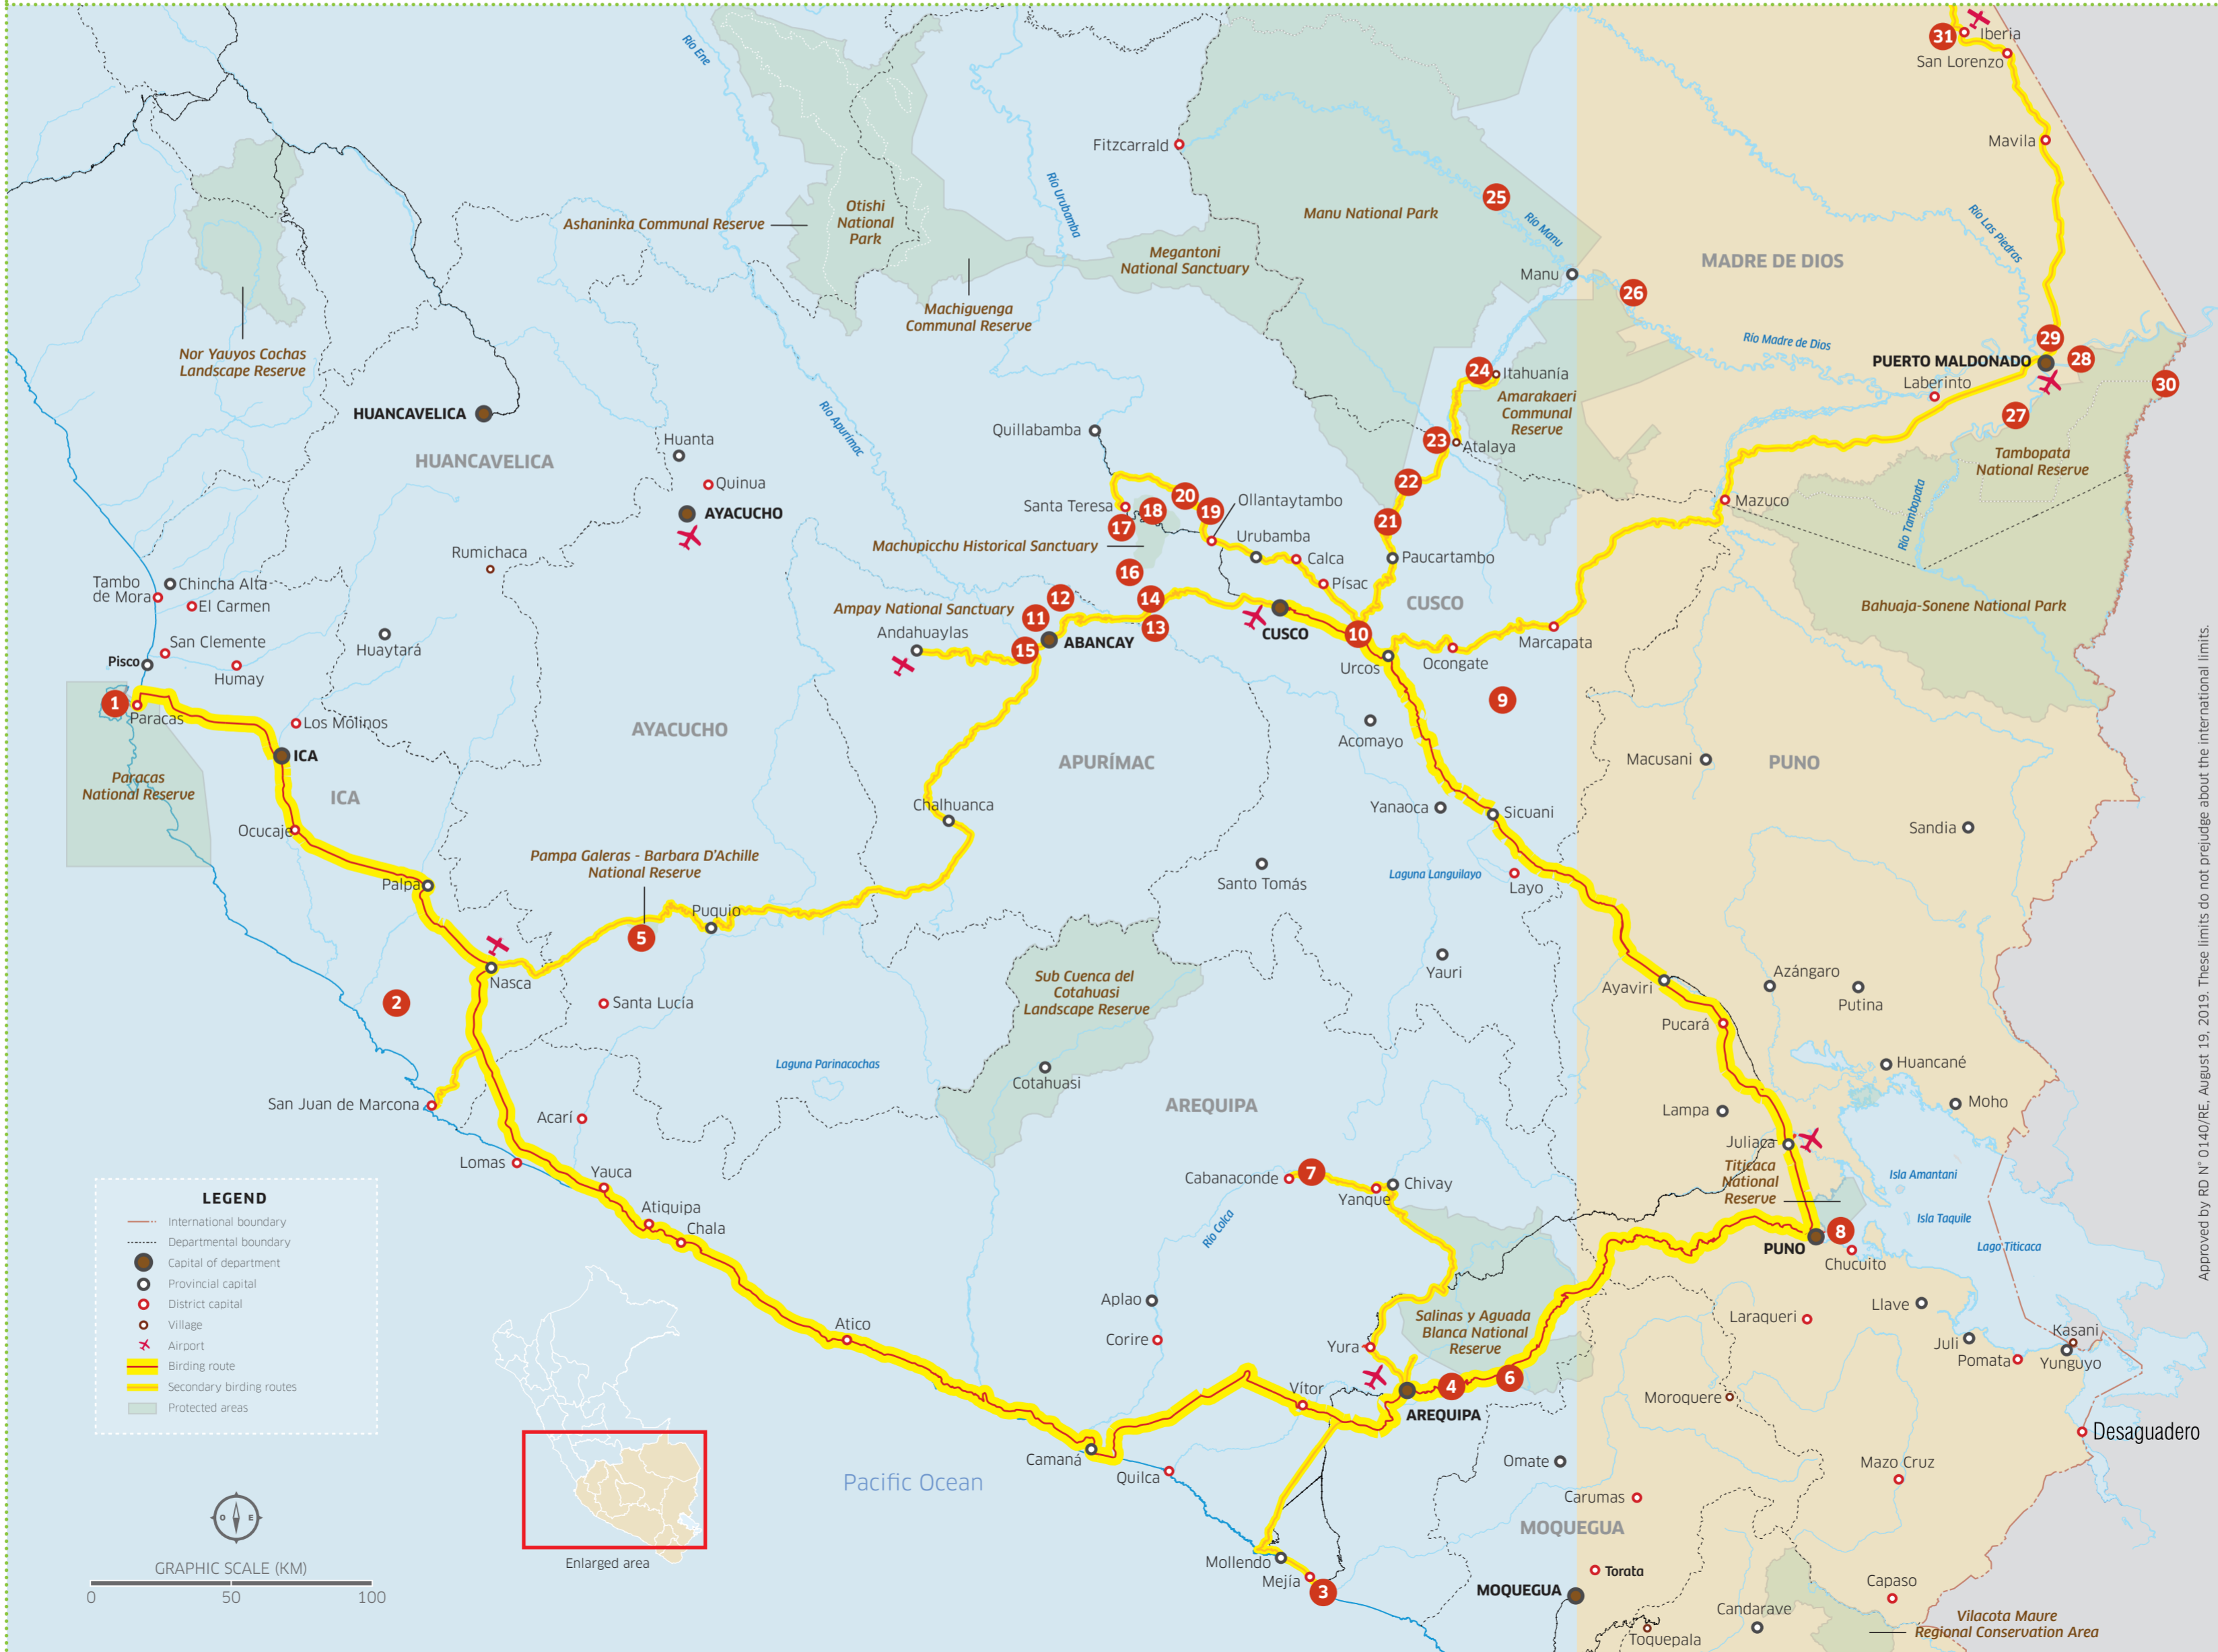 31
Iberia
San Lorenzo
Mavila
Río Ene
Fitzcarrald
Río Urubamba
25
Otishi
National
Park
Ashaninka Communal Reserve
Manu National Park
Río Manu
Río Las Piedras
Megantoni
National Sanctuary
MADRE DE DIOS
Manu
26
Machiguenga
Communal Reserve
Nor Yauyos Cochas
Landscape Reserve
Río Madre de Dios
29
28
PUERTO MALDONADO
Laberinto
30
27
24
Itahuanía
Amarakaeri
Communal
Reserve
HUANCAVELICA
Río Apurimac
Quillabamba
Huanta
23
Atalaya
HUANCAVELICA
Tambopata
National Reserve
Quinua
AYACUCHO
22
20
Ollantaytambo
Santa Teresa
18
19
17
21
Mazuco
Río Tambopata
Machupicchu Historical Sanctuary
Urubamba
Calca
Paucartambo
Rumichaca
16
Písac
Tambo
de Mora
Chincha Alta
El Carmen
12
14
Ampay National Sanctuary
11
13
CUSCO
CUSCO
10
Bahuaja-Sonene National Park
Andahuaylas
15
ABANCAY
Marcapata
San Clemente
Pisco
Humay
Huaytará
Urcos
Ocongate
9
1
Paracas
Los Molinos
AYACUCHO
Acomayo
ICA
APURÍMAC
Macusani
PUNO
Paracas
National Reserve
ICA
Chalhuanca
Yanaoca
Sicuani
Ocucaje
Sandia
Pampa Galeras - Barbara D'Achille
National Reserve
Palpa
Santo Tomás
Laguna Languilayo
Layo
Puquio
5
Nasca
Yauri
Azángaro
Ayaviri
Putina
2
Santa Lucía
Sub Cuenca del
Cotahuasi
Landscape Reserve
Pucará
Laguna Parinacochas
Huancané
Cotahuasi
San Juan de Marcona
Acarí
AREQUIPA
Lampa
Moho
Juliaca
Lomas
Yauca
Cabanaconde
7
Yanque
Chivay
Titicaca
National
Reserve
Isla Amantani
Isla Taquile
Atiquipa
Chala
Río Colca
8
PUNO
Chucuito
Lago Titicaca
LEGEND
International boundary
Departmental boundary
Capital of department
Provincial capital
District capital
Village
Airport
Birding route
Secondary birding routes
Protected areas
Atico
Aplao
Corire
Yura
Salinas y Aguada
Blanca National
Reserve
Laraqueri
Llave
Juli
Pomata
Kasani
Yunguyo
Vítor
4
6
AREQUIPA
Moroquere
Desaguadero
Camaná
Quilca
Pacific Ocean
Omate
Mazo Cruz
Carumas
MOQUEGUA
O
E
GRAPHIC SCALE (KM)
0
50
100
Enlarged area
Mollendo
Mejía
3
Torata
MOQUEGUA
Capaso
Candarave
Toquepala
Vilacota Maure
Regional Conservation Area
Approved by RD N° 0140/RE, August 19, 2019. These limits do not prejudge about the international limits.